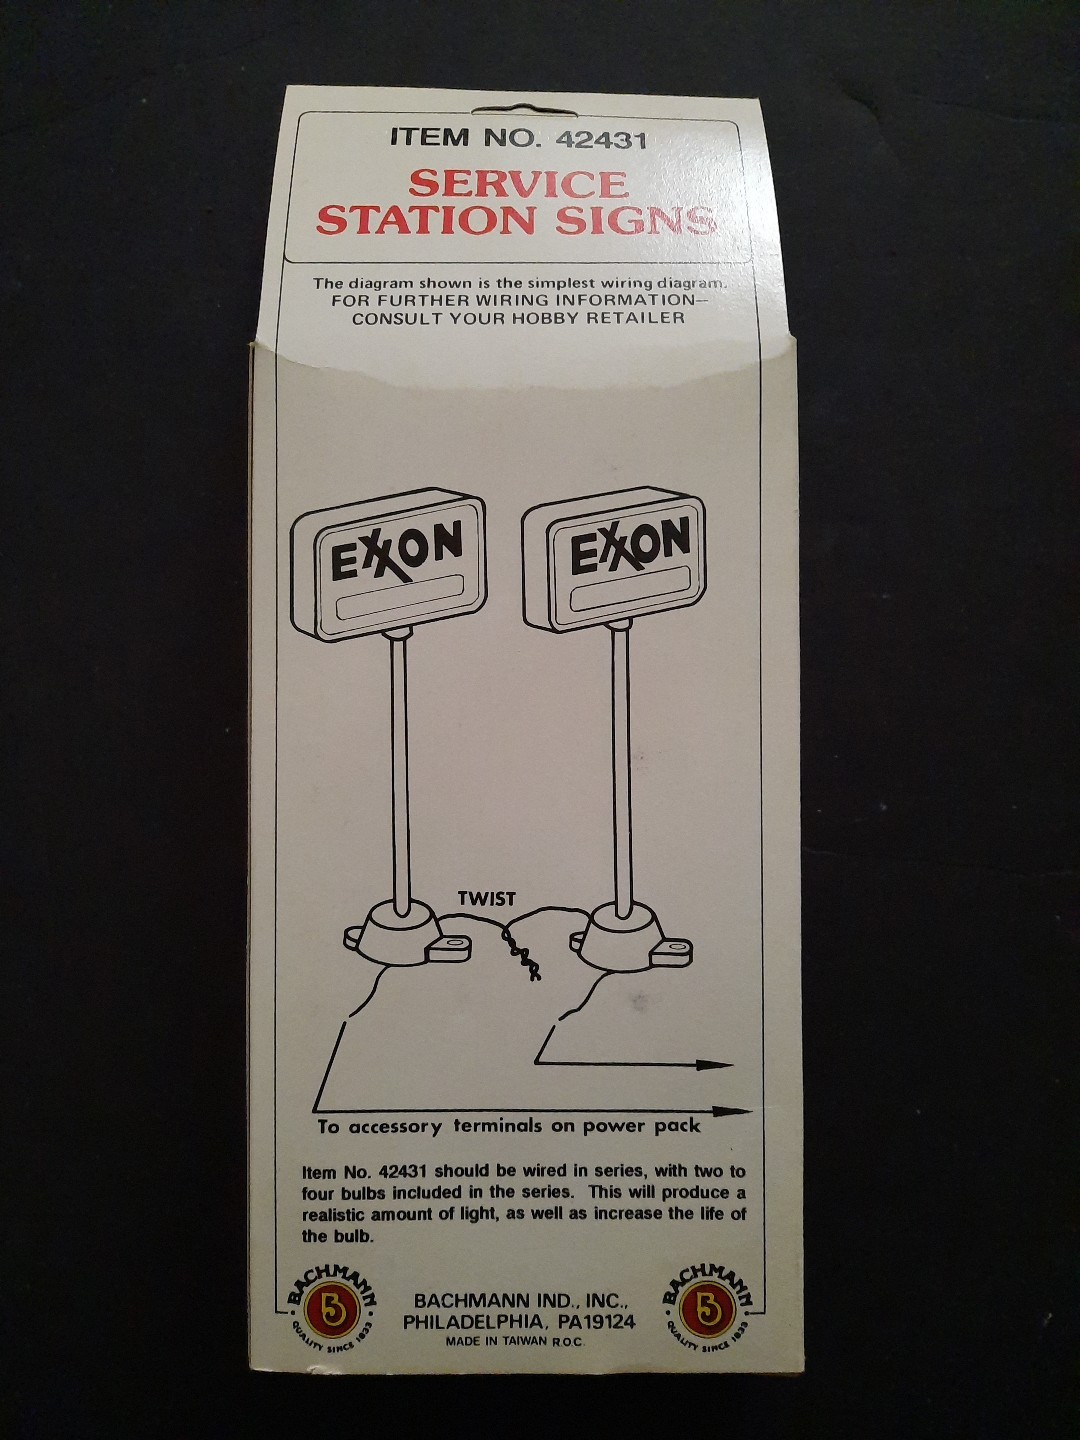 ITEM NO. 42431
SERVICE
STATION SIGNS
The diagram shown is the simplest wiring diagram.
FOR FURTHER WIRING INFORMATION—
CONSULT YOUR HOBBY RETAILER
EXXON
EXXON
TWIST
To accessory terminals on power pack
Item No. 42431 should be wired in series, with two to
four bulbs included in the series. This will produce a
realistic amount of light, as well as increase the life of
the bulb.
BACHMANN
B
QUALITY SINCE 1833
BACHMANN IND., INC.,
PHILADELPHIA, PA19124
MADE IN TAIWAN R.O.C.
BACHMANN
B
QUALITY SINCE 1833